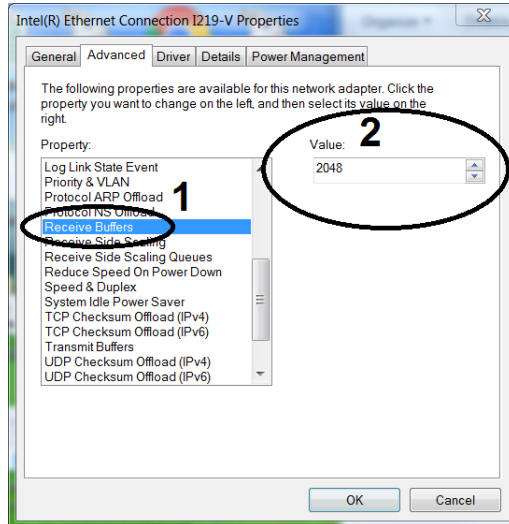 Intel(R) Ethernet Connection I219-V Properties
General Advanced Driver Details Power Management
The following properties are available for this network adapter. Click the
property you want to change on the left, and then select its value on the
right.
Property:
Value:
2
2048
Log Link State Event
Priority & VLAN
Protocol ARP Offload
1
Protocol NS Offload
Receive Buffers
Receive Side Scaling
Receive Side Scaling Queues
Reduce Speed On Power Down
Speed & Duplex
System Idle Power Saver
TCP Checksum Offload (IPv4)
TCP Checksum Offload (IPv6)
Transmit Buffers
UDP Checksum Offload (IPv4)
UDP Checksum Offload (IPv6)
OK Cancel